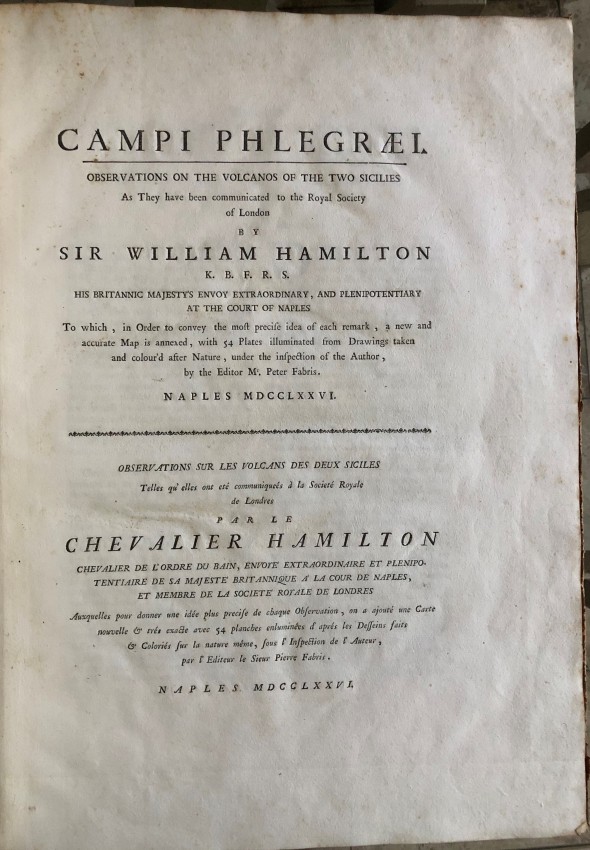 CAMPI PHLEGRÆI.
OBSERVATIONS ON THE VOLCANOS OF THE TWO SICILIES
As They have been communicated to the Royal Society
of London
BY
SIR WILLIAM HAMILTON
K. B. F. R. S.
HIS BRITANNIC MAJESTY'S ENVOY EXTRAORDINARY, AND PLENIPOTENTIARY
AT THE COURT OF NAPLES
To which , in Order to convey the moſt preciſe idea of each remark , a new and
accurate Map is annexed, with 54 Plates illuminated from Drawings taken
and colour'd after Nature , under the inſpection of the Author ,
by the Editor Mr. Peter Fabris.
NAPLES MDCCLXXVI.
OBSERVATIONS SUR LES VOLCANS DES DEUX SICILES
Telles qu'elles ont eté communiqueés à la Societé Royale
de Londres
PAR LE
CHEVALIER HAMILTON
CHEVALIER DE L'ORDRE DU BAIN, ENVOYE EXTRAORDINAIRE ET PLENIPO-
TENTIAIRE DE SA MAJESTE BRITANNIQUE A LA COUR DE NAPLES,
ET MEMBRE DE LA SOCIETE ROYALE DE LONDRES
Auxquelles pour donner une idée plus preciſe de chaque Obſervation , on a ajouté une Carte
nouvelle & trés exacte avec 54 planches enluminées d'aprés les Deſſeins faits
& Coloriés ſur la nature même, ſous l'Inſpection de l'Auteur ,
par l'Editeur le Sieur Pierre Fabris .
NAPLES MDCCLXXVI.